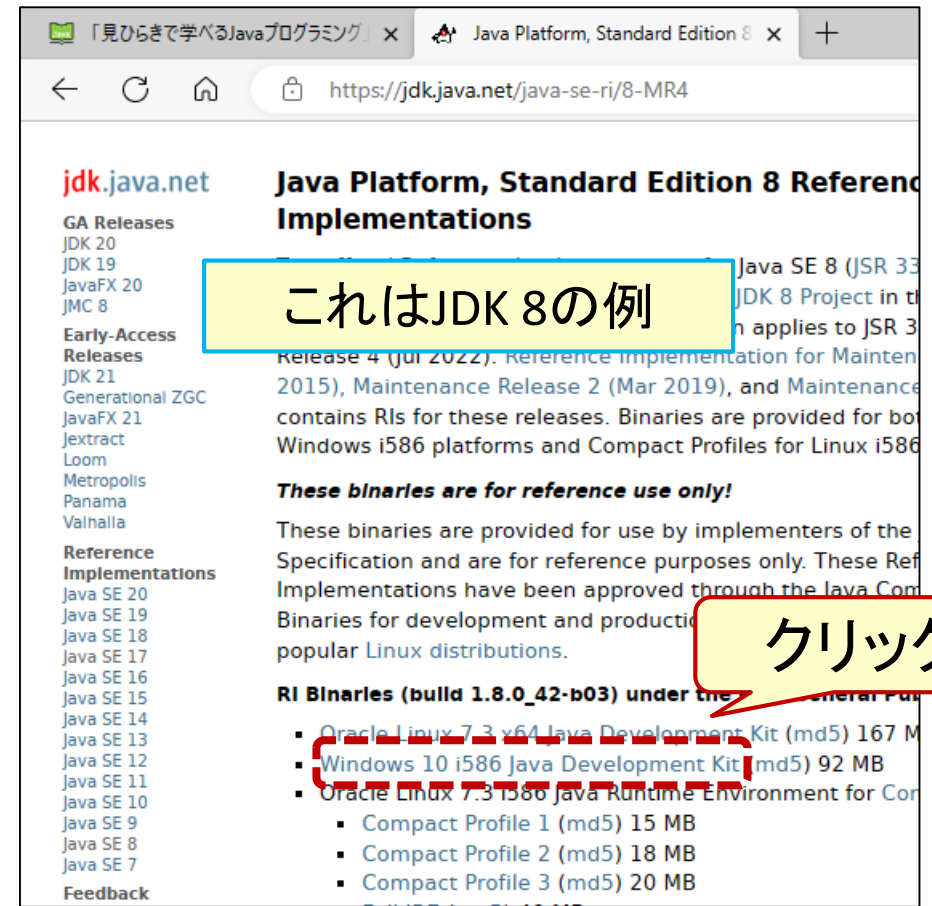 「見ひらきで学べるJavaプログラミング」
Java Platform, Standard Edition 8
https://jdk.java.net/java-se-ri/8-MR4
jdk.java.net
GA Releases
JDK 20
JDK 19
JavaFX 20
JMC 8
Early-Access
Releases
JDK 21
Generational ZGC
JavaFX 21
Jextract
Loom
Metropolis
Panama
Valhalla
Reference
Implementations
Java SE 20
Java SE 19
Java SE 18
Java SE 17
Java SE 16
Java SE 15
Java SE 14
Java SE 13
Java SE 12
Java SE 11
Java SE 10
Java SE 9
Java SE 8
Java SE 7
Feedback
Java Platform, Standard Edition 8
Implementations
Java SE 8 (JSR 33
これはJDK 8の例
JDK 8 Project in
applies to JSR 3
Release 4 (Jul 2022). Reference Implementation for
2015), Maintenance Release 2 (Mar 2019), and Maintenance
contains RIs for these releases. Binaries are provided for
Windows i586 platforms and Compact Profiles for Linux i586
These binaries are for reference use only!
These binaries are provided for use by implementers of the
Specification and are for reference purposes only. These
Implementations have been approved through the Java
Binaries for development and
popular Linux distributions.
クリック
RI Binaries (build 1.8.0_42-b03) under the
Oracle Linux 7.3 x64 Java Development Kit (md5) 167 M
Windows 10 i586 Java Development Kit (md5) 92 MB
Oracle Linux 7.3 i586 Java Runtime Environment for
Compact Profile 1 (md5) 15 MB
Compact Profile 2 (md5) 18 MB
Compact Profile 3 (md5) 20 MB